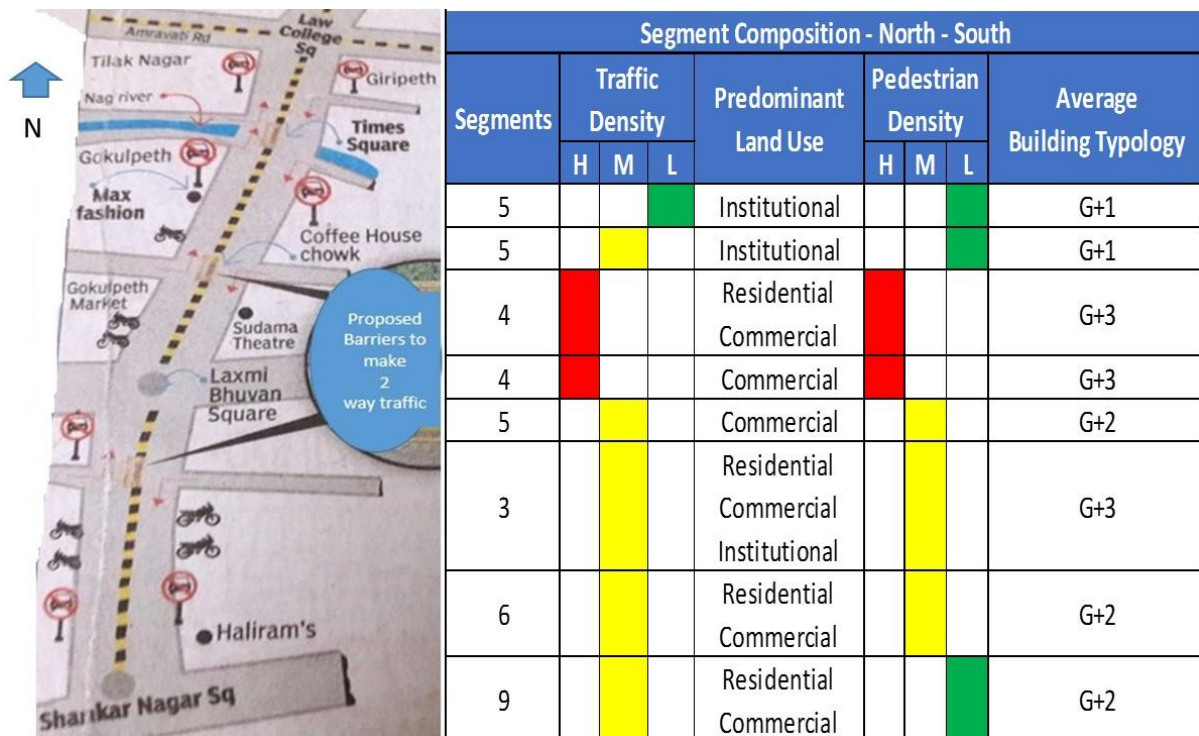 Law
College
Sq
Amravati Rd
Tilak Nagar
Giripeth
Nag river
N
Times
Square
Gokulpeth
Max
fashion
Coffee House
chowk
Gokulpeth
Market
Sudama
Theatre
Proposed
Barriers to
make
2
way traffic
Laxmi
Bhuvan
Square
Haliram's
Shankar Nagar Sq
Segment Composition - North - South
Segments Traffic Density Predominant Land Use Pedestrian Density Average Building Typology
H M L H M L
5 Institutional G+1
5 Institutional G+1
4 Residential Commercial G+3
4 Commercial G+3
5 Commercial G+2
3 Residential Commercial Institutional G+3
6 Residential Commercial G+2
9 Residential Commercial G+2